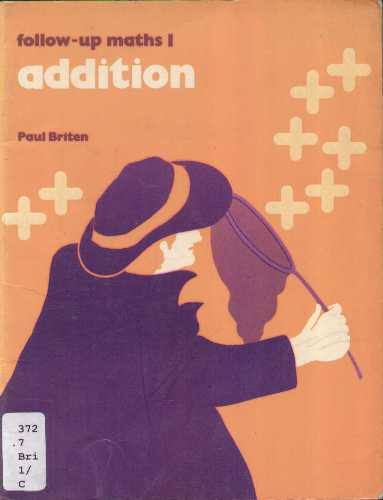 follow-up maths 1
addition
Paul Briten
372
.7
Bri
1/
C